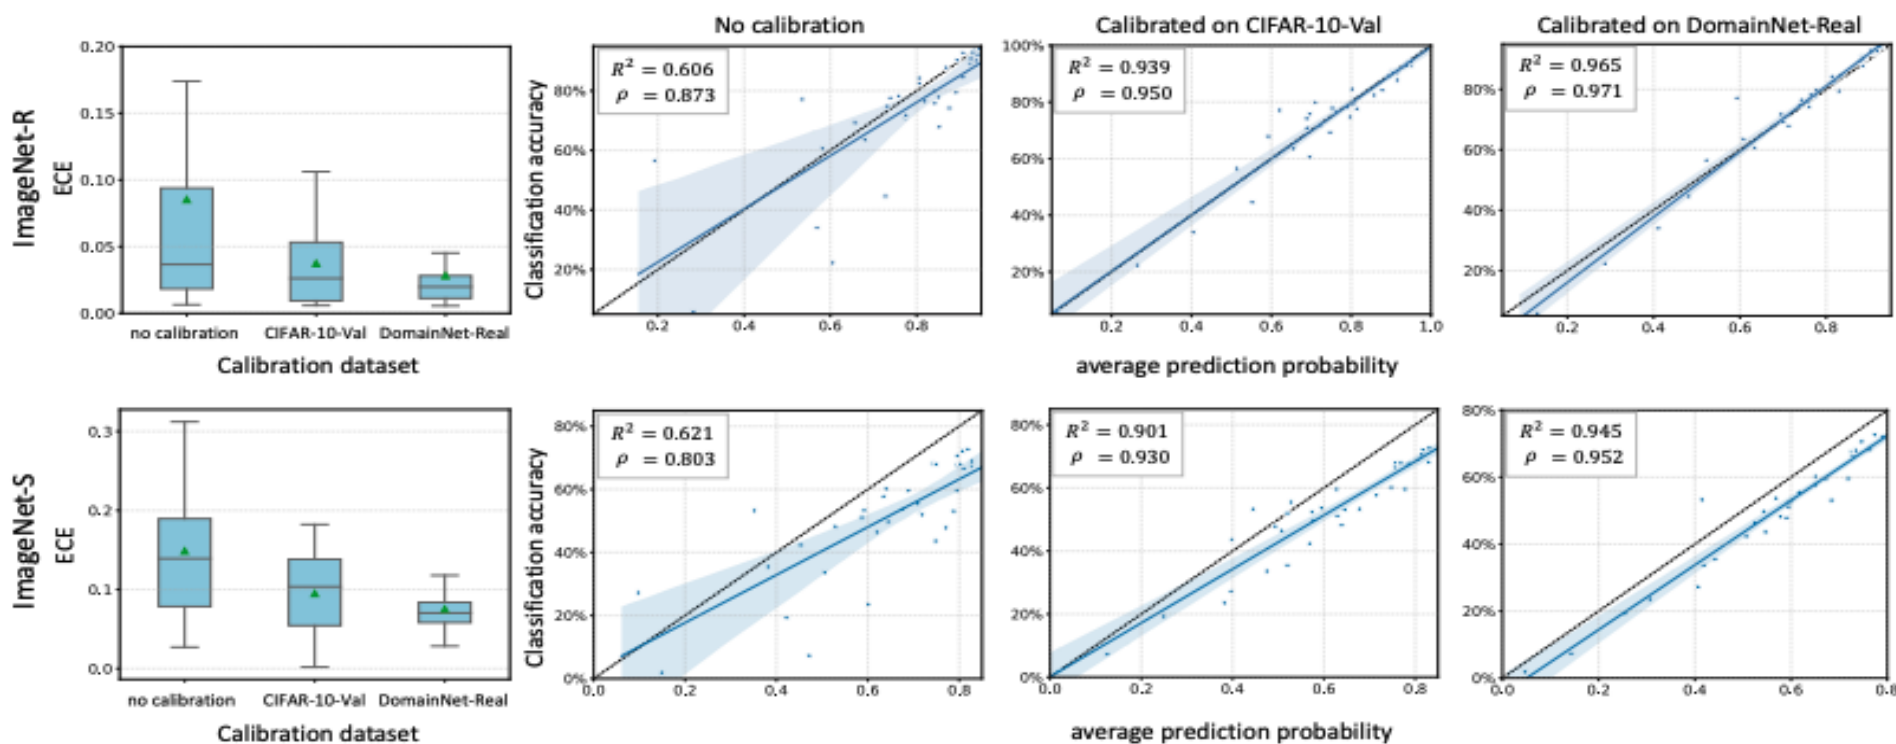 No calibration
Calibrated on CIFAR-10-Val
Calibrated on DomainNet-Real
ImageNet-R
ECE
0.20
0.15
0.10
0.05
0.00
no calibration CIFAR-10-Val DomainNet-Real
Calibration dataset
Classification accuracy
80%
60%
40%
20%
R² = 0.606
ρ = 0.873
0.2 0.4 0.6 0.8
100%
80%
60%
40%
20%
R² = 0.939
ρ = 0.950
0.2 0.4 0.6 0.8 1.0
80%
60%
40%
20%
R² = 0.965
ρ = 0.971
0.2 0.4 0.6 0.8
average prediction probability
ImageNet-S
ECE
0.3
0.2
0.1
0.0
no calibration CIFAR-10-Val DomainNet-Real
Calibration dataset
Classification accuracy
80%
60%
40%
20%
0%
R² = 0.621
ρ = 0.803
0.0 0.2 0.4 0.6 0.8
80%
60%
40%
20%
0%
R² = 0.901
ρ = 0.930
0.0 0.2 0.4 0.6 0.8
80%
60%
40%
20%
0%
R² = 0.945
ρ = 0.952
0.0 0.2 0.4 0.6 0.8
average prediction probability